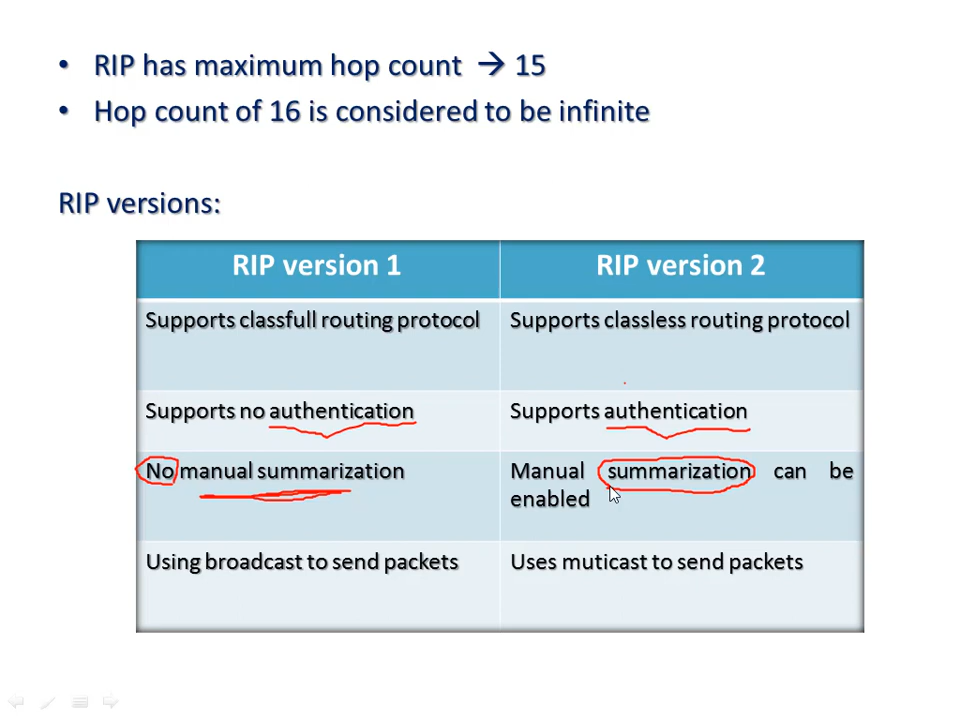 • RIP has maximum hop count → 15
• Hop count of 16 is considered to be infinite
RIP versions:
RIP version 1 RIP version 2
Supports classfull routing protocol Supports classless routing protocol
Supports no authentication Supports authentication
No manual summarization Manual summarization can be
enabled
Using broadcast to send packets Uses muticast to send packets